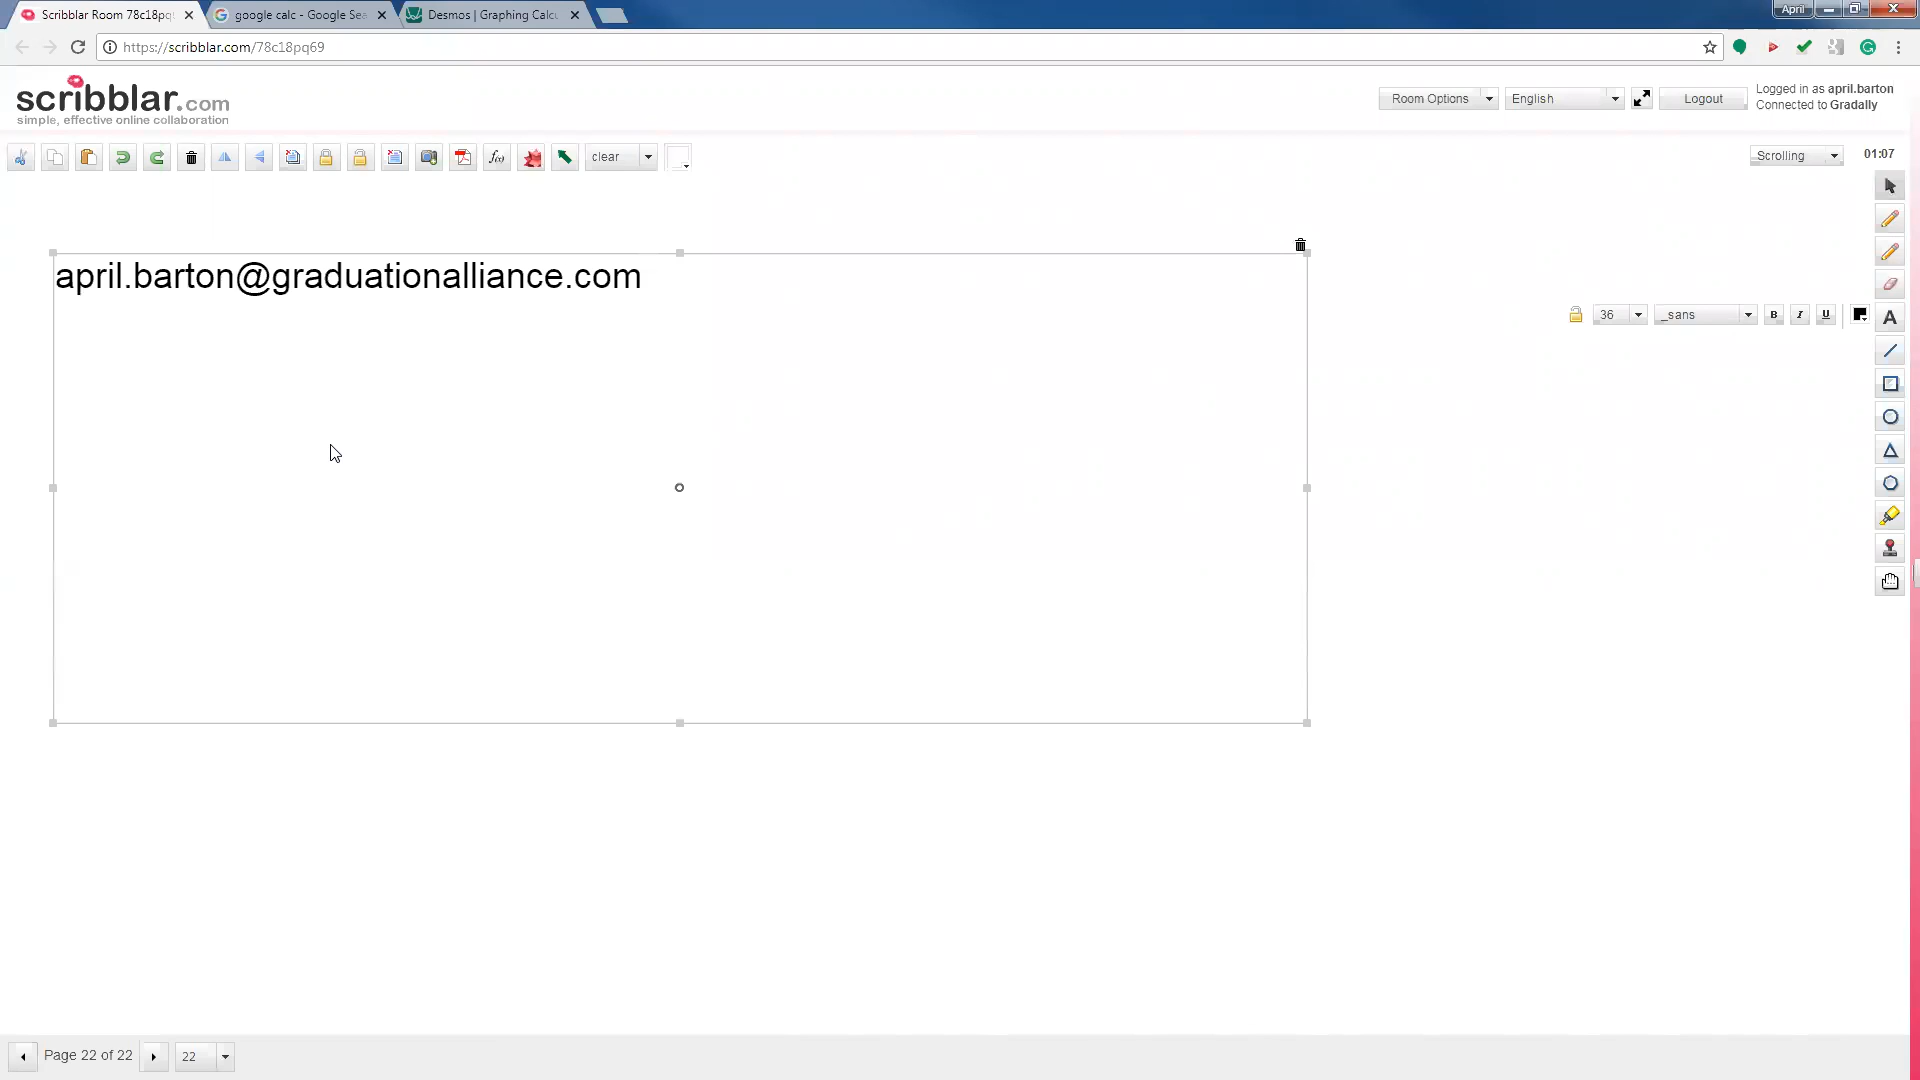 Scribblar Room 78c18pq
google calc - Google Sea
Desmos | Graphing Calcu
April
https://scribblar.com/78c18pq69
scribblar.com
simple, effective online collaboration
Room Options
English
Logout
Logged in as april.barton
Connected to Gradally
f(x)
clear
Scrolling
01:07
april.barton@graduationalliance.com
36
_sans
B
I
U
A
Page 22 of 22
22